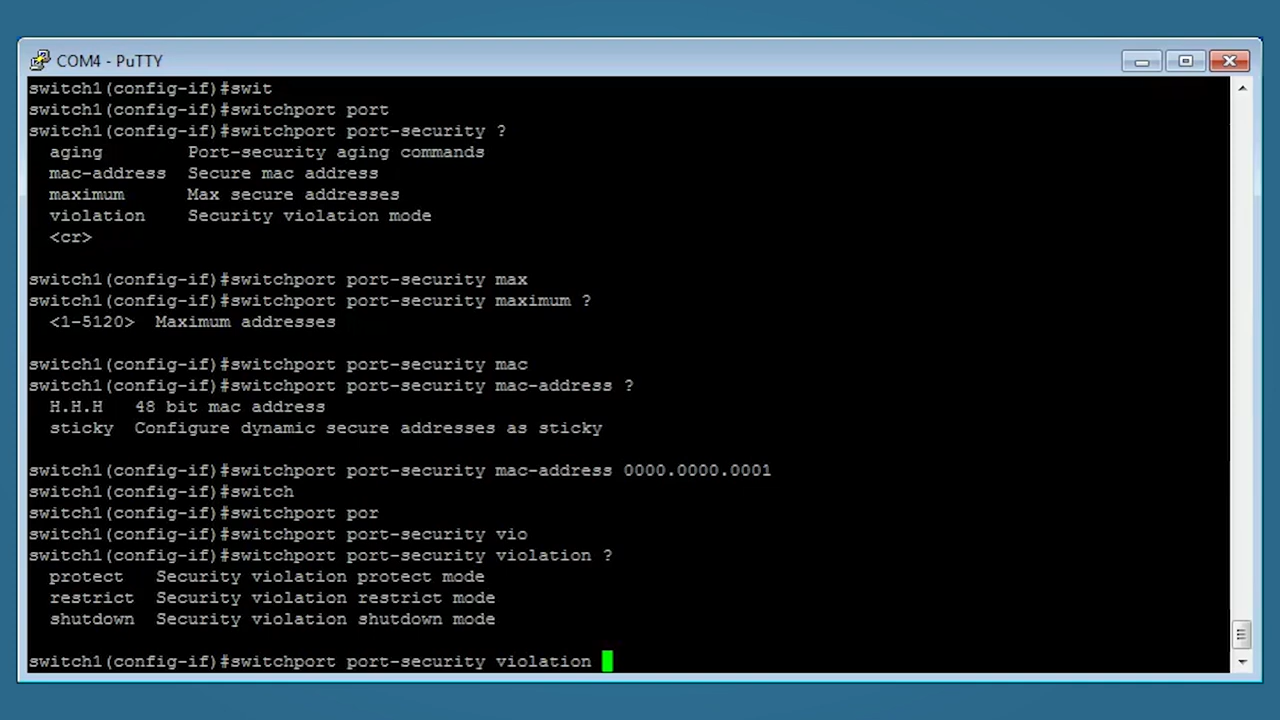 COM4 - PuTTY
switch1(config-if)#swit
switch1(config-if)#switchport port
switch1(config-if)#switchport port-security ?
  aging        Port-security aging commands
  mac-address  Secure mac address
  maximum      Max secure addresses
  violation    Security violation mode
  <cr>
switch1(config-if)#switchport port-security max
switch1(config-if)#switchport port-security maximum ?
  <1-5120>  Maximum addresses
switch1(config-if)#switchport port-security mac
switch1(config-if)#switchport port-security mac-address ?
  H.H.H   48 bit mac address
  sticky  Configure dynamic secure addresses as sticky
switch1(config-if)#switchport port-security mac-address 0000.0000.0001
switch1(config-if)#switch
switch1(config-if)#switchport por
switch1(config-if)#switchport port-security vio
switch1(config-if)#switchport port-security violation ?
  protect   Security violation protect mode
  restrict  Security violation restrict mode
  shutdown  Security violation shutdown mode
switch1(config-if)#switchport port-security violation